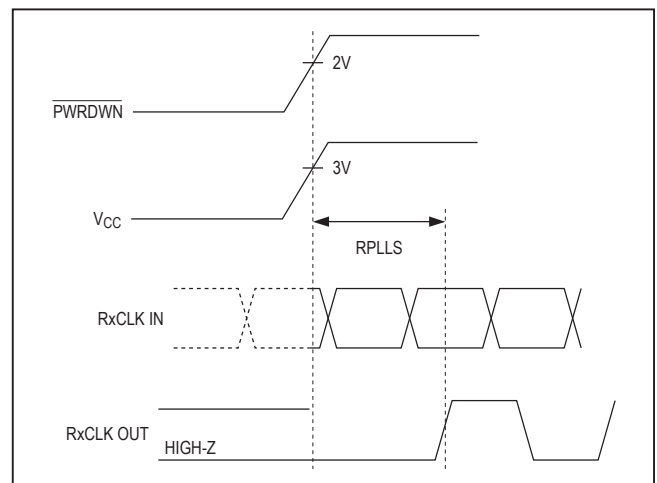 2V
PWRDWN
3V
VCC
RPLLS
RxCLK IN
RxCLK OUT
HIGH-Z